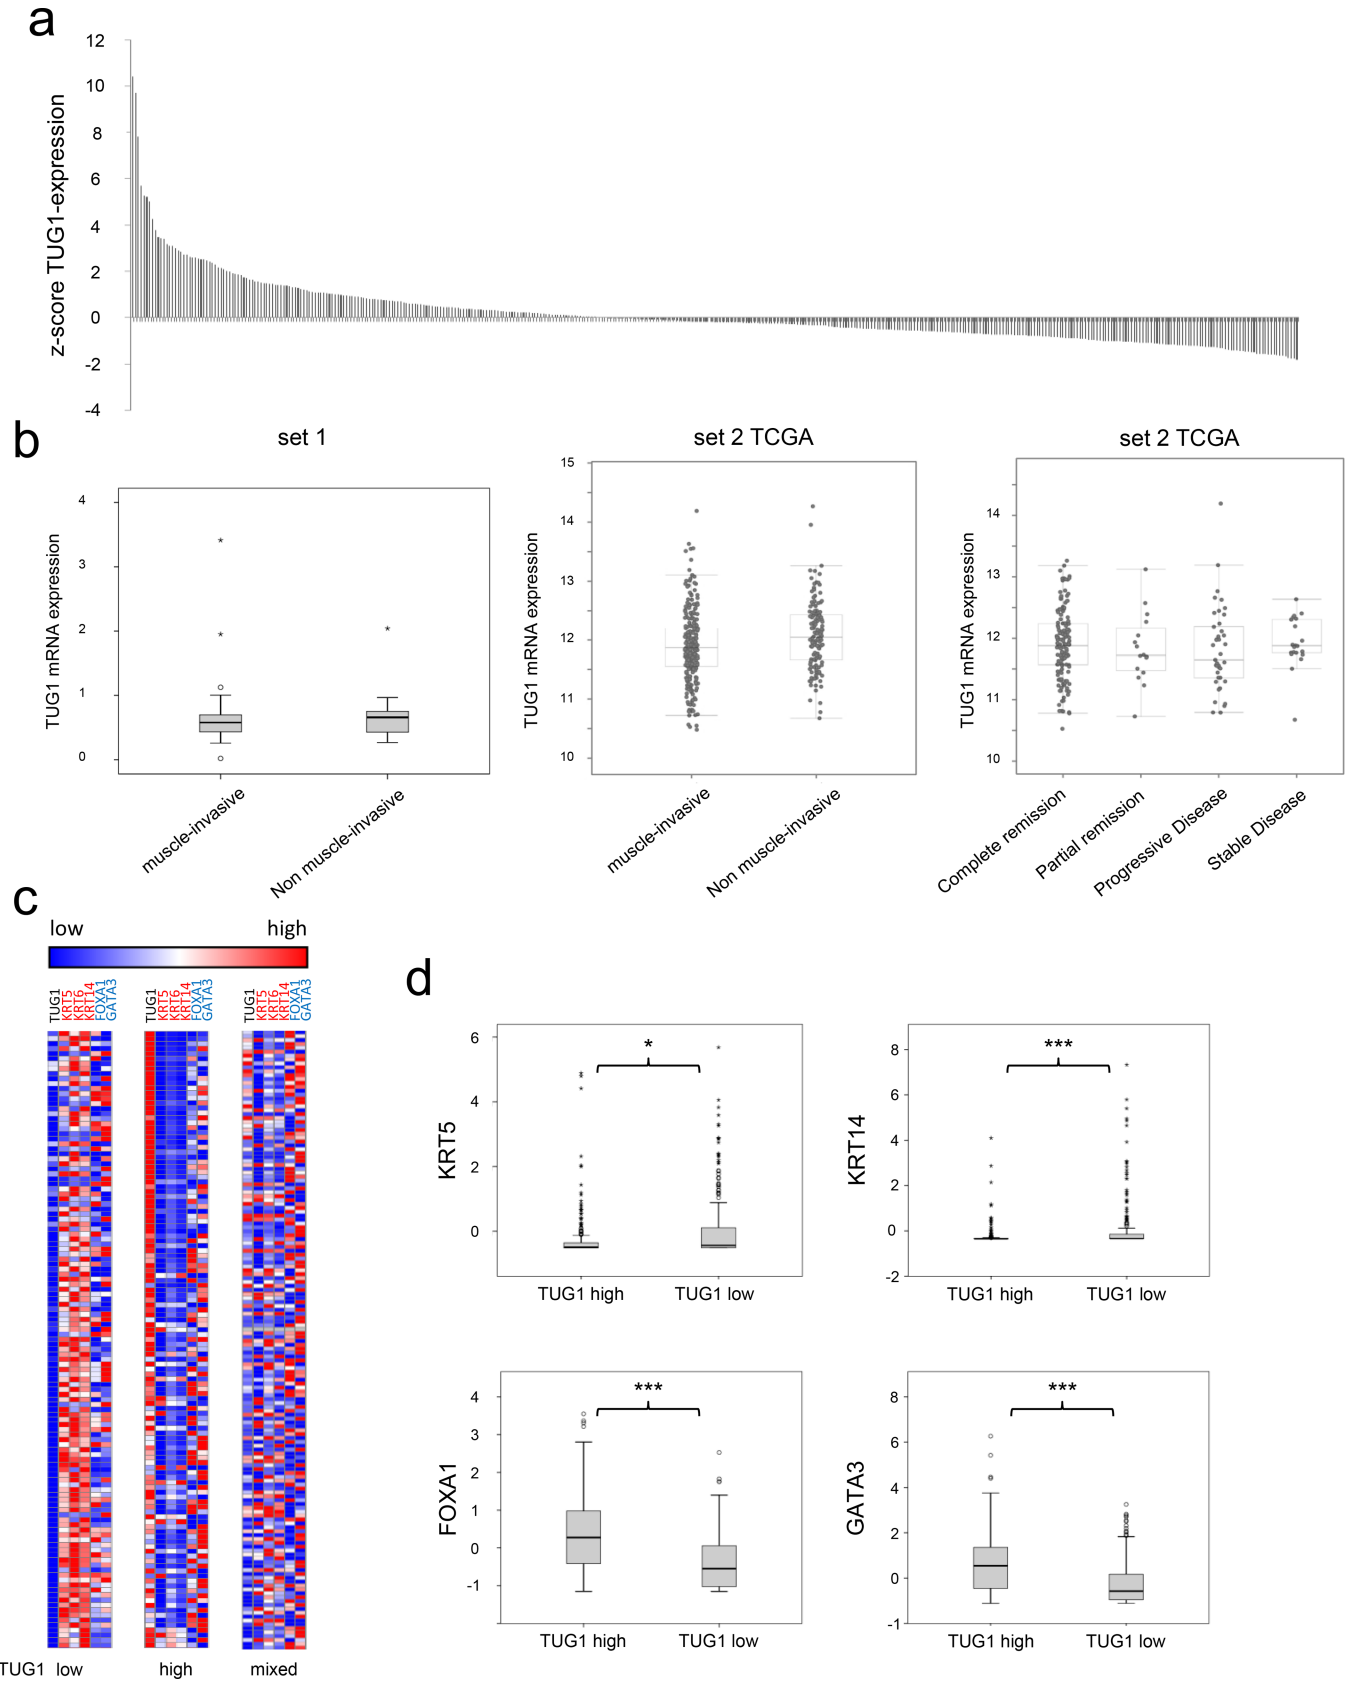 a
z-score TUG1-expression
12
10
8
6
4
2
0
-2
-4
b
set 1
TUG1 mRNA expression
4
3
2
1
0
*
*
*
muscle-invasive
Non muscle-invasive
set 2 TCGA
TUG1 mRNA expression
15
14
13
12
11
10
muscle-invasive
Non muscle-invasive
set 2 TCGA
TUG1 mRNA expression
14
13
12
11
10
Complete remission
Partial remission
Progressive Disease
Stable Disease
c
low high
TUG1
KRT5
KRT6
KRT14
FOXA1
GATA3
TUG1
KRT5
KRT6
KRT14
FOXA1
GATA3
TUG1
KRT5
KRT6
KRT14
FOXA1
GATA3
TUG1 low high mixed
d
KRT5
6
4
2
0
*
TUG1 high TUG1 low
KRT14
8
6
4
2
0
-2
***
TUG1 high TUG1 low
FOXA1
4
3
2
1
0
-1
***
TUG1 high TUG1 low
GATA3
8
6
4
2
0
-1
***
TUG1 high TUG1 low